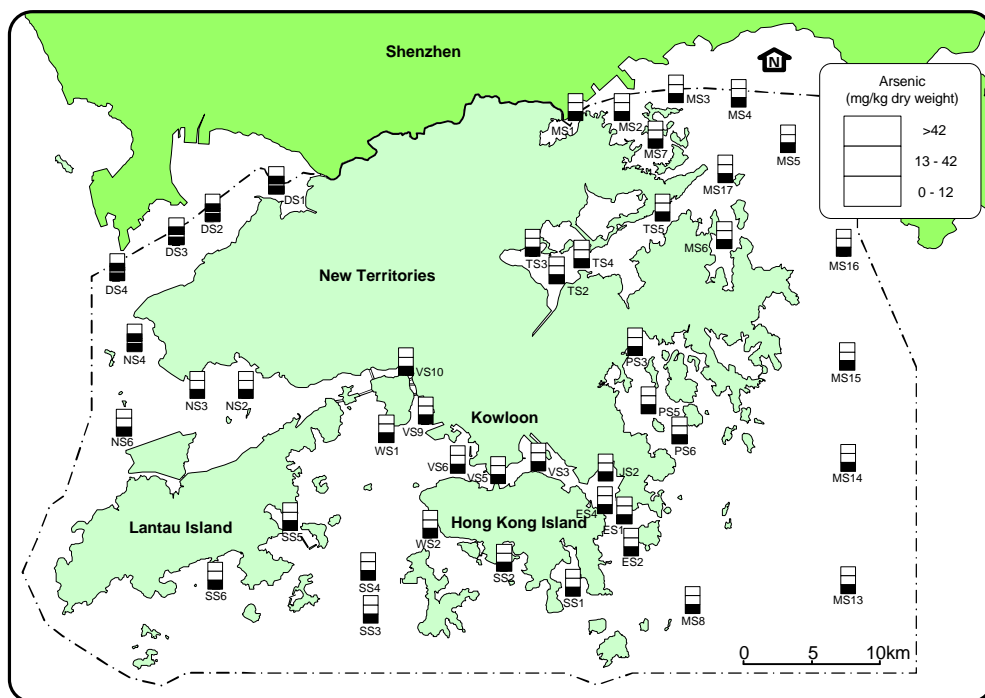 Shenzhen
N
Arsenic
(mg/kg dry weight)
>42
13 - 42
0 - 12
MS1
MS2
MS3
MS4
MS5
MS7
MS17
DS1
DS2
DS3
DS4
TS5
MS6
TS3
TS4
TS2
MS16
New Territories
NS4
PS3
MS15
VS10
NS3
NS2
PS5
NS6
VS9
Kowloon
WS1
PS6
VS6
VS5
VS3
JS2
MS14
ES4
ES1
Lantau Island
SS5
WS2
Hong Kong Island
ES2
SS6
SS4
SS2
SS1
MS13
SS3
MS8
0
5
10km